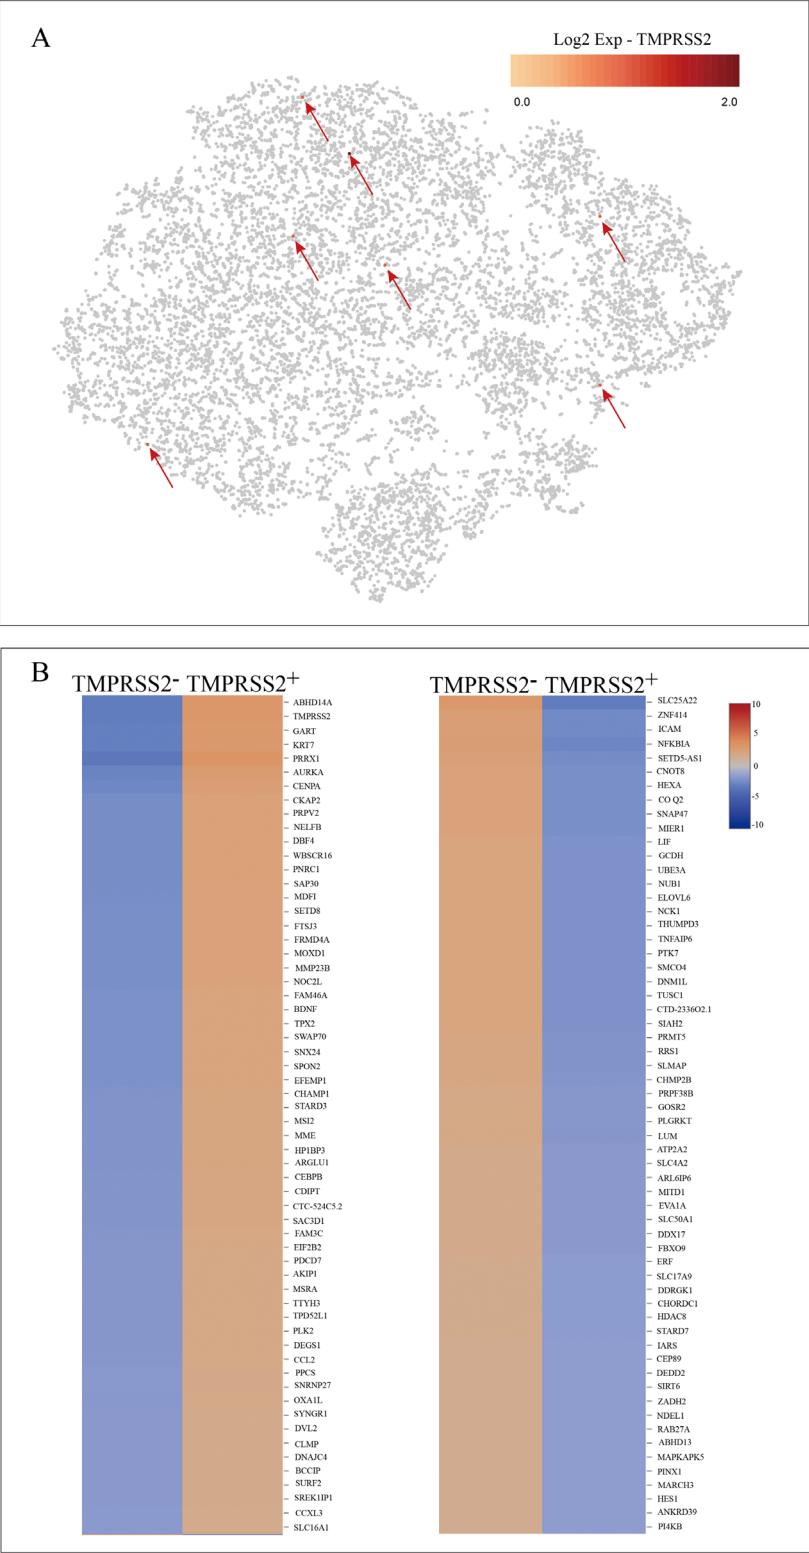 A
Log2 Exp - TMPRSS2
0.0 2.0
B
TMPRSS2- TMPRSS2+
ABHD14A
TMPRSS2
GART
KRT7
PRRX1
AURKA
CENPA
CKAP2
PRPV2
NELFB
DBF4
WBSCR16
PNRC1
SAP30
MDFI
SETD8
FTSJ3
FRMD4A
MOXD1
MMP23B
NOC2L
FAM46A
BDNF
TPX2
SWAP70
SNX24
SPON2
EFEMP1
CHAMP1
STARD3
MSI2
MME
HP1BP3
ARGLU1
CEBPB
CDIPT
CTC-524C5.2
SAC3D1
FAM3C
EIF2B2
PDCD7
AKIP1
MSRA
TTYH3
TPD52L1
PLK2
DEGS1
CCL2
PPCS
SNRNP27
OXA1L
SYNGR1
DVL2
CLMP
DNAJC4
BCCIP
SURF2
SREK1IP1
CCXL3
SLC16A1
TMPRSS2- TMPRSS2+
SLC25A22
ZNF414
ICAM
NFKBIA
SETD5-AS1
CNOT8
HEXA
CO Q2
SNAP47
MIER1
LIF
GCDH
UBE3A
NUB1
ELOVL6
NCK1
THUMPD3
TNFAIP6
PTK7
SMCO4
DNM1L
TUSC1
CTD-2336O2.1
SIAH2
PRMT5
RRS1
SLMAP
CHMP2B
PRPF38B
GOSR2
PLGRKT
LUM
ATP2A2
SLC4A2
ARL6IP6
MITD1
EVA1A
SLC50A1
DDX17
FBXO9
ERF
SLC17A9
DDRGK1
CHORDC1
HDAC8
STARD7
IARS
CEP89
DEDD2
SIRT6
ZADH2
NDEL1
RAB27A
ABHD13
MAPKAPK5
PINX1
MARCH3
HES1
ANKRD39
PI4KB
10
5
0
-5
-10